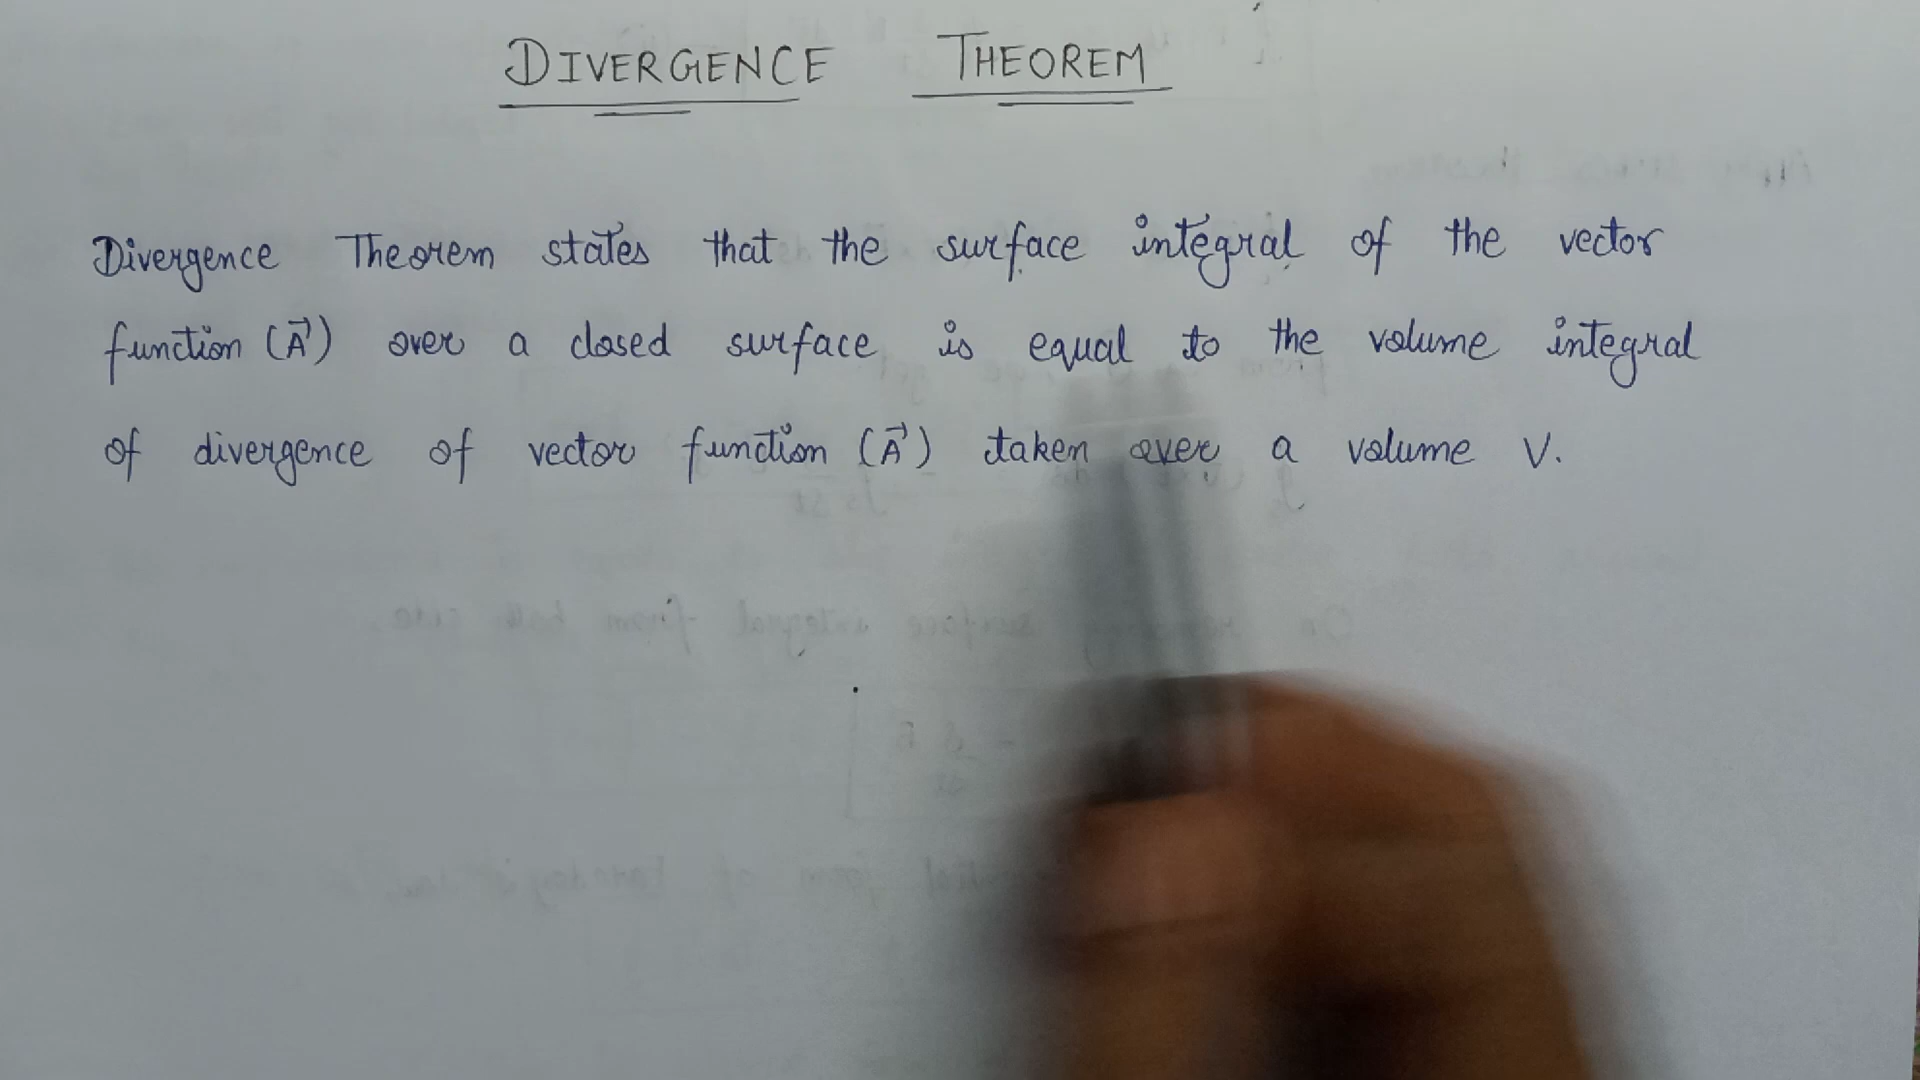 DIVERGENCE THEOREM
Divergence Theorem states that the surface integral of the vector
function (A⃗) over a closed surface is equal to the volume integral
of divergence of vector function (A⃗) taken over a volume V.